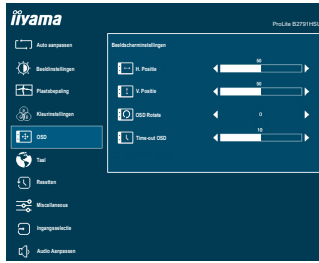 iiyama
ProLite B2791HSU
Auto aanpassen
Beeldinstellingen
Plaatsbepaling
Kleurinstellingen
OSD
Taal
Resetten
Miscellaneous
Ingangsselectie
Audio Aanpassen
Beeldscherminstellingen
H. Positie
50
V. Positie
50
OSD Rotate
0
Time-out OSD
10